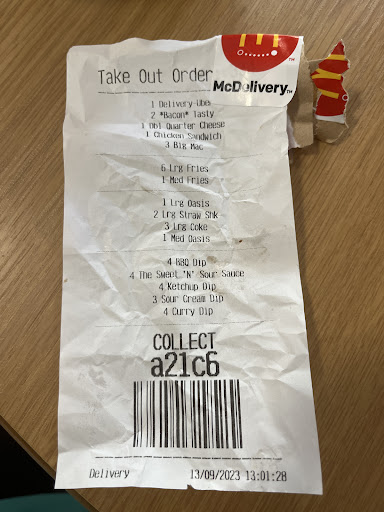 Take Out Order
McDelivery™
1 Delivery-Uber
2 *Bacon* Tasty
1 Dbl Quarter Cheese
1 Chicken Sandwich
3 Big Mac
6 Lrg Fries
1 Med Fries
1 Lrg Oasis
2 Lrg Straw Shk
3 Lrg Coke
1 Med Oasis
4 BBQ Dip
4 The Sweet 'N' Sour Sauce
4 Ketchup Dip
3 Sour Cream Dip
4 Curry Dip
COLLECT
a21c6
Delivery 13/09/2023 13:01:28